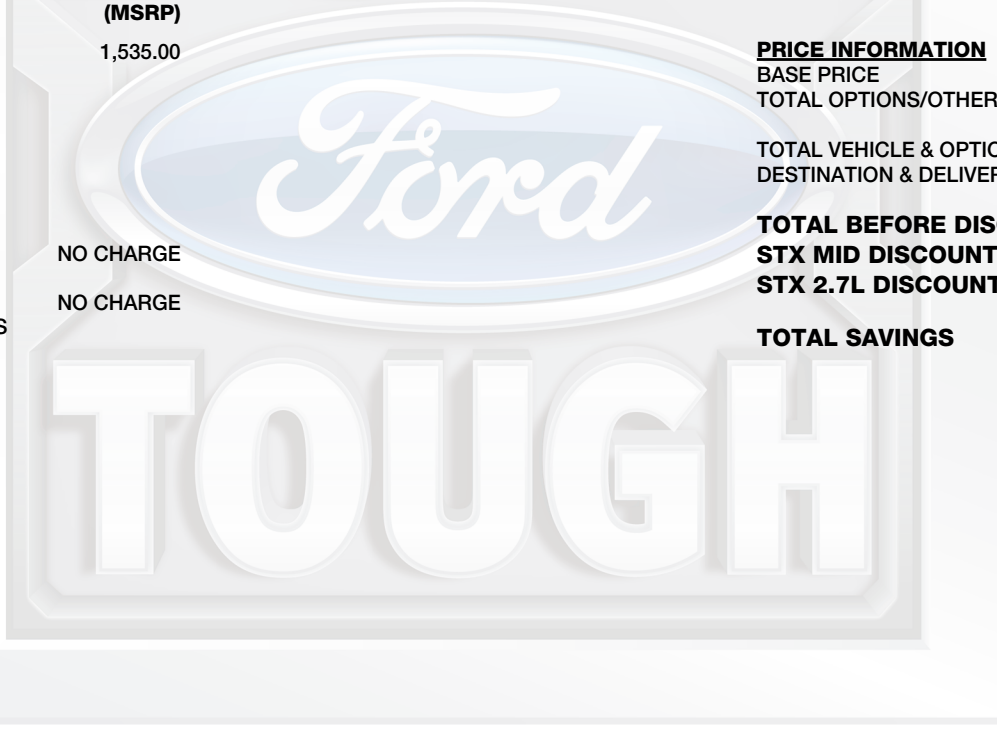 (MSRP)
1,535.00
NO CHARGE
NO CHARGE
S
PRICE INFORMATION
BASE PRICE
TOTAL OPTIONS/OTHER
TOTAL VEHICLE & OPTIO
DESTINATION & DELIVER
TOTAL BEFORE DISC
STX MID DISCOUNT
STX 2.7L DISCOUNT
TOTAL SAVINGS
Ford
TOUGH